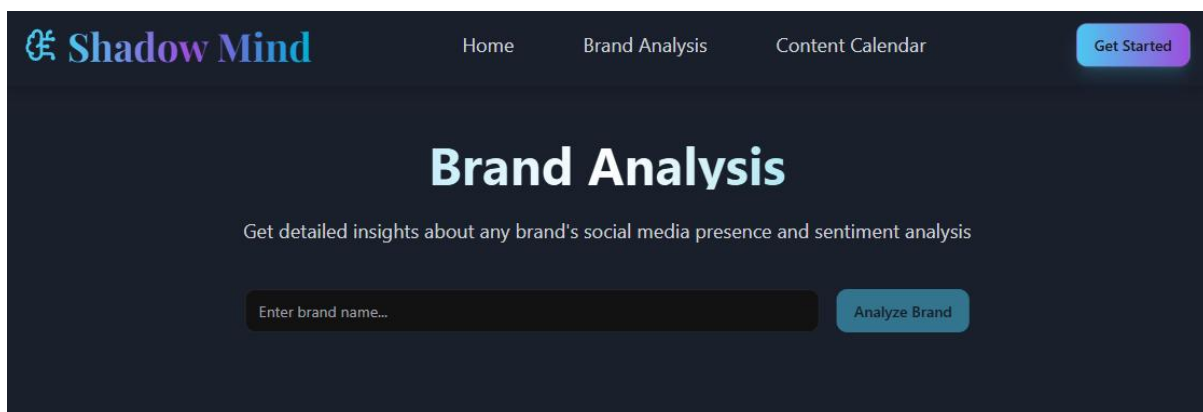 Shadow Mind Home Brand Analysis Content Calendar Get Started
Brand Analysis
Get detailed insights about any brand's social media presence and sentiment analysis
Enter brand name... Analyze Brand